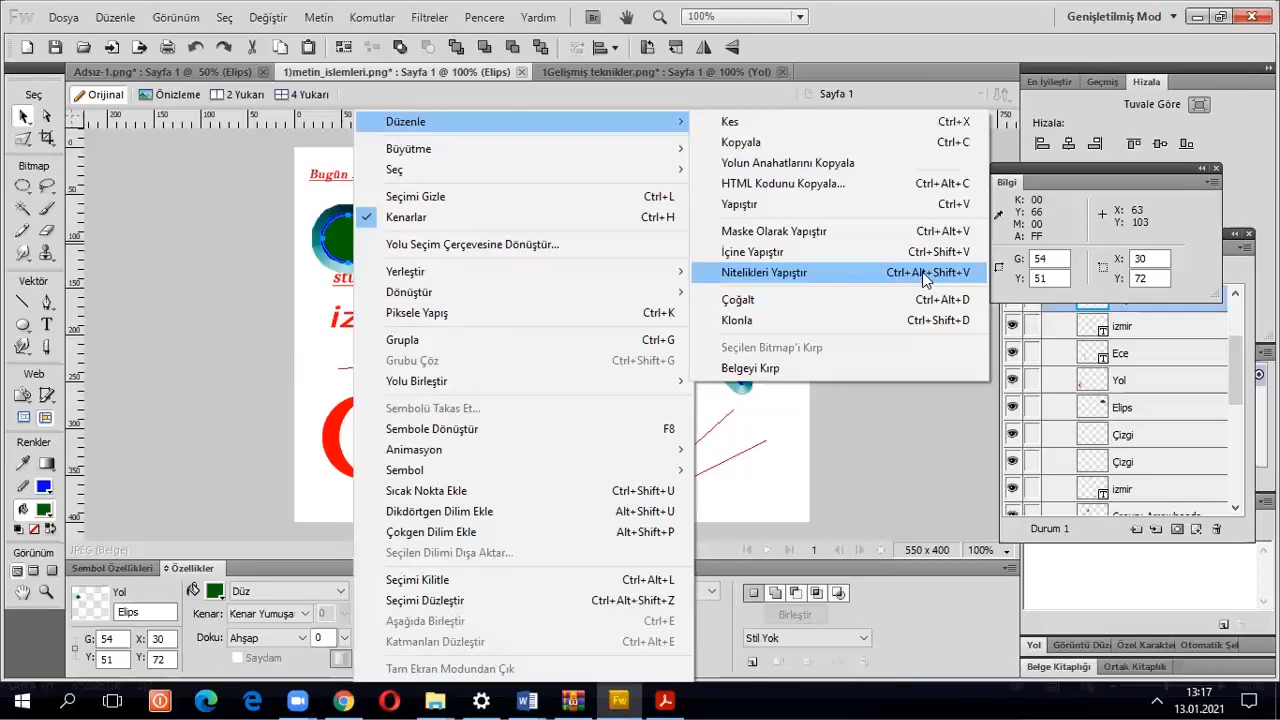 Fw Dosya Düzenle Görünüm Seç Değiştir Metin Komutlar Filtreler Pencere Yardım Br 100% Genişletilmiş Mod
Adsız-1.png* : Sayfa 1 @ 50% (Elips) 1)metin_islemleri.png* : Sayfa 1 @ 100% (Elips) 1Gelişmiş teknikler.png* : Sayfa 1 @ 100% (Yol)
Orijinal Önizleme 2 Yukarı 4 Yukarı Sayfa 1
Seç
Bitmap
Vektör
Web
Renkler
Görünüm
Bugün
izmir
Düzenle
Büyütme
Seç
Seçimi Gizle Ctrl+L
Kenarlar Ctrl+H
Yolu Seçim Çerçevesine Dönüştür...
Yerleştir
Dönüştür
Piksele Yapış Ctrl+K
Grupla Ctrl+G
Grubu Çöz Ctrl+Shift+G
Yolu Birleştir
Sembolü Takas Et...
Sembole Dönüştür F8
Animasyon
Sembol
Sıcak Nokta Ekle Ctrl+Shift+U
Dikdörtgen Dilim Ekle Alt+Shift+U
Çokgen Dilim Ekle Alt+Shift+P
Seçilen Dilimi Dışa Aktar...
Seçimi Kilitle Ctrl+Alt+L
Seçimi Düzleştir Ctrl+Alt+Shift+Z
Aşağıda Birleştir Ctrl+E
Katmanları Düzleştir Ctrl+Alt+E
Tam Ekran Modundan Çık
Kes Ctrl+X
Kopyala Ctrl+C
Yolun Anahatlarını Kopyala
HTML Kodunu Kopyala... Ctrl+Alt+C
Yapıştır Ctrl+V
Maske Olarak Yapıştır Ctrl+Alt+V
İçine Yapıştır Ctrl+Shift+V
Nitelikleri Yapıştır Ctrl+Alt+Shift+V
Çoğalt Ctrl+Alt+D
Klonla Ctrl+Shift+D
Seçilen Bitmap'i Kırp
Belgeyi Kırp
En İyileştir Geçmiş Hizala
Tuvale Göre
Hizala:
Bilgi
K: 00
Y: 66
M: 00
A: FF
X: 63
Y: 103
G: 54 X: 30
Y: 51 Y: 72
izmir
Ece
Yol
Elips
Çizgi
Çizgi
izmir
Durum 1
JPEG (Belge) 1 550 x 400 100%
Sembol Özellikleri Özellikler
Yol
Elips
G: 54 X: 30
Y: 51 Y: 72
Düz
Kenar: Kenar Yumuşa: 0
Doku: Ahşap 0
Saydam
Birleştir
Stil Yok
Yol Görüntü Düz Özel Karakter Otomatik Şel
Belge Kitaplığı Ortak Kitaplık
13:17
13.01.2021